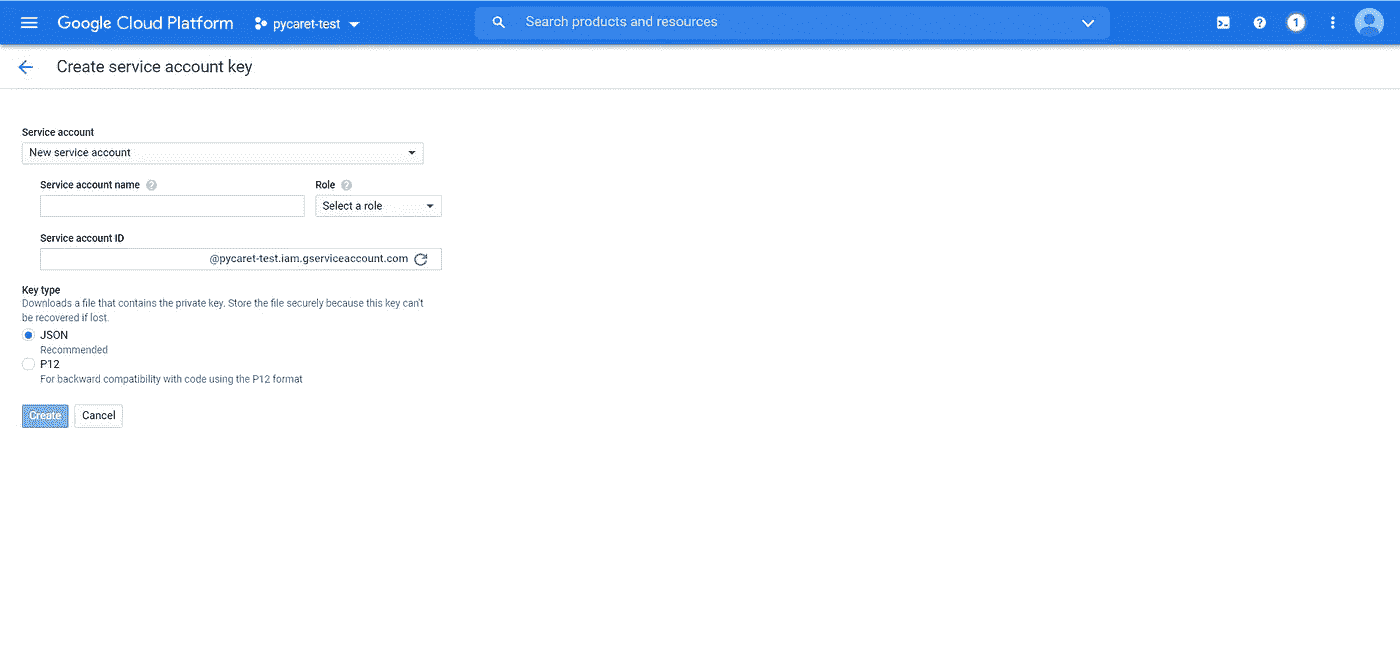 Google Cloud Platform pycaret-test Search products and resources 1
Create service account key
Service account
New service account
Service account name Role
Select a role
Service account ID
@pycaret-test.iam.gserviceaccount.com
Key type
Downloads a file that contains the private key. Store the file securely because this key can't
be recovered if lost.
JSON
Recommended
P12
For backward compatibility with code using the P12 format
Create Cancel